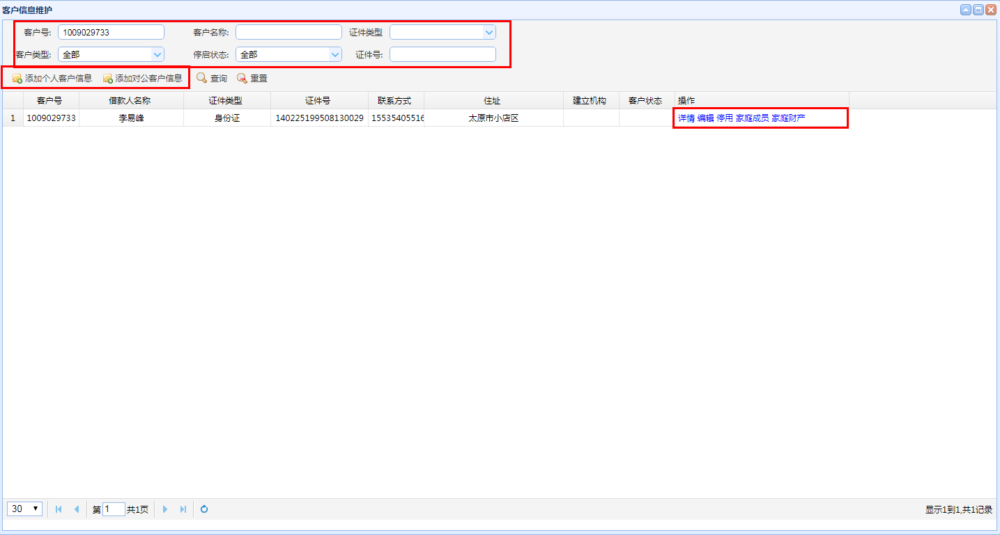 客户信息维护
客户号: 1009029733 客户名称: 证件类型
客户类型: 全部 停启状态: 全部 证件号:
添加个人客户信息 添加对公客户信息 查询 重置
客户号 借款人名称 证件类型 证件号 联系方式 住址 建立机构 客户状态 操作
1 1009029733 李易峰 身份证 140225199508130029 15535405516 太原市小店区 详情 编辑 停用 家庭成员 家庭财产
30 第 1 共1页 显示1到1,共1记录